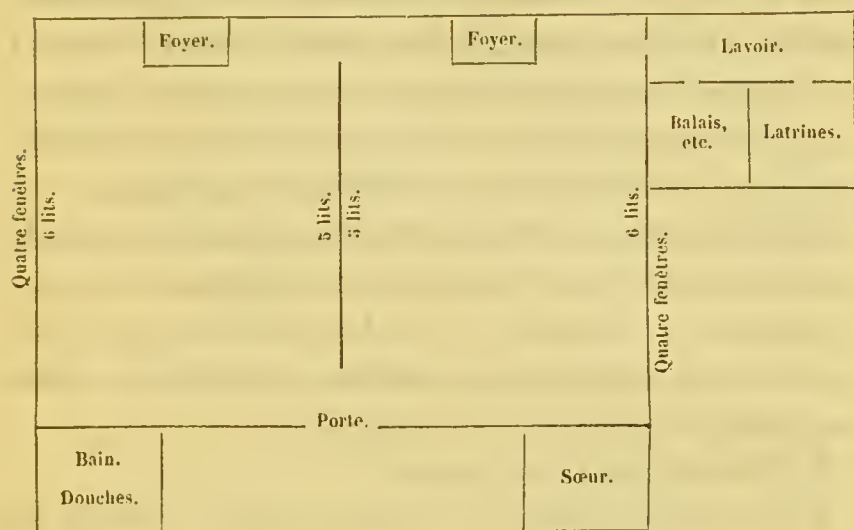 Foyer.
Foyer.
Lavoir.
Balais,
etc.
Latrines.
Quatre fenêtres.
6 lits.
5 lits.
5 lits.
6 lits.
Quatre fenêtres.
Porte.
Bain.
Douches.
Sœur.